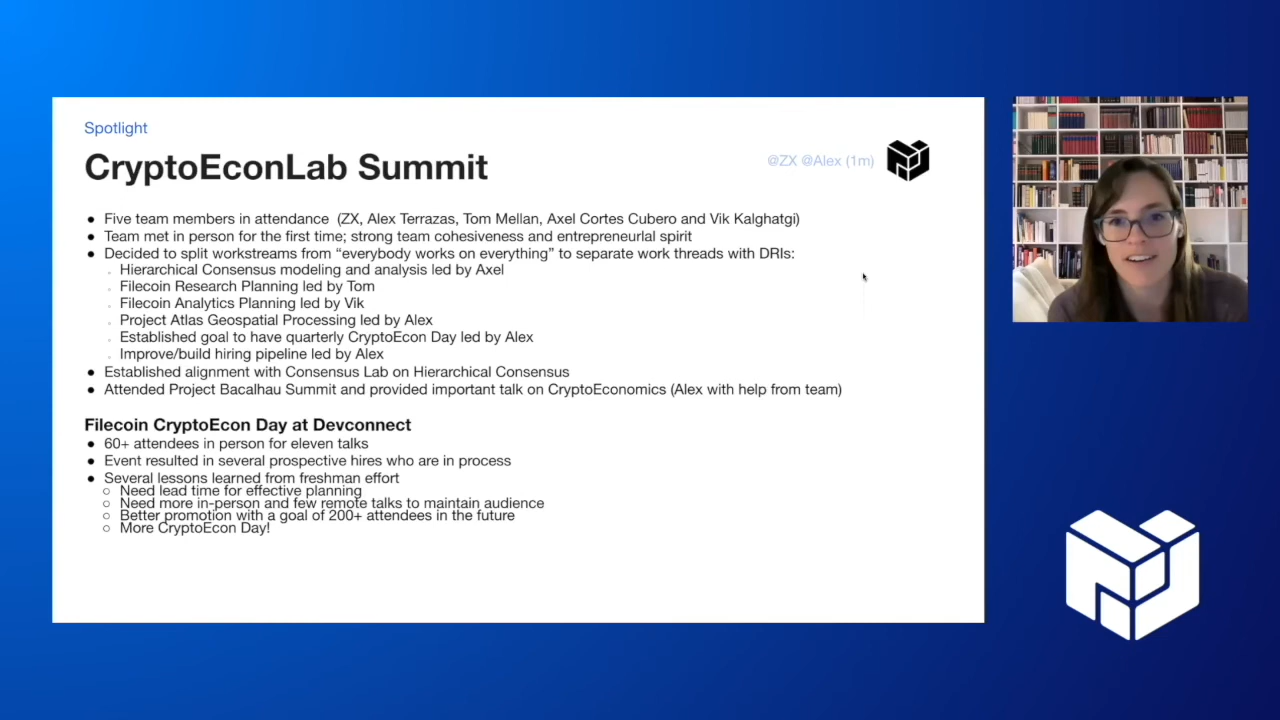 Spotlight
CryptoEconLab Summit
@ZX @Alex (1m)
● Five team members in attendance (ZX, Alex Terrazas, Tom Mellan, Axel Cortes Cubero and Vik Kalghatgi)
● Team met in person for the first time; strong team cohesiveness and entrepreneurlal spirit
● Decided to split workstreams from “everybody works on everything” to separate work threads with DRIs:
. Hierarchical Consensus modeling and analysis led by Axel
. Filecoin Research Planning led by Tom
. Filecoin Analytics Planning led by Vik
. Project Atlas Geospatial Processing led by Alex
. Established goal to have quarterly CryptoEcon Day led by Alex
. Improve/build hiring pipeline led by Alex
● Established alignment with Consensus Lab on Hierarchical Consensus
● Attended Project Bacalhau Summit and provided important talk on CryptoEconomics (Alex with help from team)
Filecoin CryptoEcon Day at Devconnect
● 60+ attendees in person for eleven talks
● Event resulted in several prospective hires who are in process
● Several lessons learned from freshman effort
○ Need lead time for effective planning
○ Need more in-person and few remote talks to maintain audience
○ Better promotion with a goal of 200+ attendees in the future
○ More CryptoEcon Day!